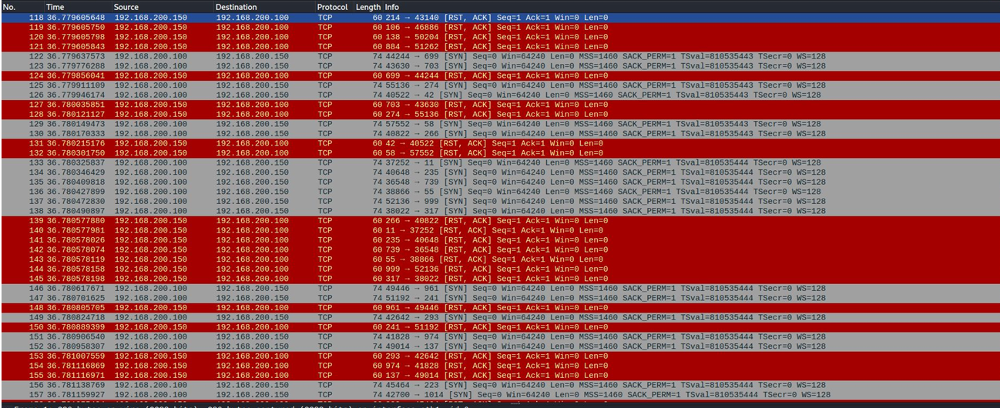 No. Time Source Destination Protocol Length Info
118 36.779605648 192.168.200.150 192.168.200.100 TCP 60 214 → 43140 [RST, ACK] Seq=1 Ack=1 Win=0 Len=0
119 36.779605750 192.168.200.150 192.168.200.100 TCP 60 106 → 46886 [RST, ACK] Seq=1 Ack=1 Win=0 Len=0
120 36.779605798 192.168.200.150 192.168.200.100 TCP 60 138 → 50204 [RST, ACK] Seq=1 Ack=1 Win=0 Len=0
121 36.779605843 192.168.200.150 192.168.200.100 TCP 60 884 → 51262 [RST, ACK] Seq=1 Ack=1 Win=0 Len=0
122 36.779637573 192.168.200.100 192.168.200.150 TCP 74 44244 → 699 [SYN] Seq=0 Win=64240 Len=0 MSS=1460 SACK_PERM=1 TSval=810535443 TSecr=0 WS=128
123 36.779776288 192.168.200.100 192.168.200.150 TCP 74 43630 → 703 [SYN] Seq=0 Win=64240 Len=0 MSS=1460 SACK_PERM=1 TSval=810535443 TSecr=0 WS=128
124 36.779856041 192.168.200.150 192.168.200.100 TCP 60 699 → 44244 [RST, ACK] Seq=1 Ack=1 Win=0 Len=0
125 36.779911109 192.168.200.100 192.168.200.150 TCP 74 55136 → 274 [SYN] Seq=0 Win=64240 Len=0 MSS=1460 SACK_PERM=1 TSval=810535443 TSecr=0 WS=128
126 36.779946174 192.168.200.100 192.168.200.150 TCP 74 40522 → 42 [SYN] Seq=0 Win=64240 Len=0 MSS=1460 SACK_PERM=1 TSval=810535443 TSecr=0 WS=128
127 36.780035851 192.168.200.150 192.168.200.100 TCP 60 703 → 43630 [RST, ACK] Seq=1 Ack=1 Win=0 Len=0
128 36.780121127 192.168.200.150 192.168.200.100 TCP 60 274 → 55136 [RST, ACK] Seq=1 Ack=1 Win=0 Len=0
129 36.780149473 192.168.200.100 192.168.200.150 TCP 74 57552 → 58 [SYN] Seq=0 Win=64240 Len=0 MSS=1460 SACK_PERM=1 TSval=810535443 TSecr=0 WS=128
130 36.780170333 192.168.200.100 192.168.200.150 TCP 74 40822 → 266 [SYN] Seq=0 Win=64240 Len=0 MSS=1460 SACK_PERM=1 TSval=810535443 TSecr=0 WS=128
131 36.780215176 192.168.200.150 192.168.200.100 TCP 60 42 → 40522 [RST, ACK] Seq=1 Ack=1 Win=0 Len=0
132 36.780301750 192.168.200.150 192.168.200.100 TCP 60 58 → 57552 [RST, ACK] Seq=1 Ack=1 Win=0 Len=0
133 36.780325837 192.168.200.100 192.168.200.150 TCP 74 37252 → 11 [SYN] Seq=0 Win=64240 Len=0 MSS=1460 SACK_PERM=1 TSval=810535444 TSecr=0 WS=128
134 36.780346429 192.168.200.100 192.168.200.150 TCP 74 40648 → 235 [SYN] Seq=0 Win=64240 Len=0 MSS=1460 SACK_PERM=1 TSval=810535444 TSecr=0 WS=128
135 36.780409818 192.168.200.100 192.168.200.150 TCP 74 36548 → 739 [SYN] Seq=0 Win=64240 Len=0 MSS=1460 SACK_PERM=1 TSval=810535444 TSecr=0 WS=128
136 36.780427899 192.168.200.100 192.168.200.150 TCP 74 38866 → 55 [SYN] Seq=0 Win=64240 Len=0 MSS=1460 SACK_PERM=1 TSval=810535444 TSecr=0 WS=128
137 36.780472830 192.168.200.100 192.168.200.150 TCP 74 52136 → 999 [SYN] Seq=0 Win=64240 Len=0 MSS=1460 SACK_PERM=1 TSval=810535444 TSecr=0 WS=128
138 36.780490897 192.168.200.100 192.168.200.150 TCP 74 38022 → 317 [SYN] Seq=0 Win=64240 Len=0 MSS=1460 SACK_PERM=1 TSval=810535444 TSecr=0 WS=128
139 36.780577880 192.168.200.150 192.168.200.100 TCP 60 266 → 40822 [RST, ACK] Seq=1 Ack=1 Win=0 Len=0
140 36.780577981 192.168.200.150 192.168.200.100 TCP 60 11 → 37252 [RST, ACK] Seq=1 Ack=1 Win=0 Len=0
141 36.780578026 192.168.200.150 192.168.200.100 TCP 60 235 → 40648 [RST, ACK] Seq=1 Ack=1 Win=0 Len=0
142 36.780578074 192.168.200.150 192.168.200.100 TCP 60 739 → 36548 [RST, ACK] Seq=1 Ack=1 Win=0 Len=0
143 36.780578119 192.168.200.150 192.168.200.100 TCP 60 55 → 38866 [RST, ACK] Seq=1 Ack=1 Win=0 Len=0
144 36.780578158 192.168.200.150 192.168.200.100 TCP 60 999 → 52136 [RST, ACK] Seq=1 Ack=1 Win=0 Len=0
145 36.780578198 192.168.200.150 192.168.200.100 TCP 60 317 → 38022 [RST, ACK] Seq=1 Ack=1 Win=0 Len=0
146 36.780617671 192.168.200.100 192.168.200.150 TCP 74 49446 → 961 [SYN] Seq=0 Win=64240 Len=0 MSS=1460 SACK_PERM=1 TSval=810535444 TSecr=0 WS=128
147 36.780701625 192.168.200.100 192.168.200.150 TCP 74 51192 → 241 [SYN] Seq=0 Win=64240 Len=0 MSS=1460 SACK_PERM=1 TSval=810535444 TSecr=0 WS=128
148 36.780805705 192.168.200.150 192.168.200.100 TCP 60 961 → 49446 [RST, ACK] Seq=1 Ack=1 Win=0 Len=0
149 36.780824718 192.168.200.100 192.168.200.150 TCP 74 42642 → 293 [SYN] Seq=0 Win=64240 Len=0 MSS=1460 SACK_PERM=1 TSval=810535444 TSecr=0 WS=128
150 36.780889399 192.168.200.150 192.168.200.100 TCP 60 241 → 51192 [RST, ACK] Seq=1 Ack=1 Win=0 Len=0
151 36.780906540 192.168.200.100 192.168.200.150 TCP 74 41828 → 974 [SYN] Seq=0 Win=64240 Len=0 MSS=1460 SACK_PERM=1 TSval=810535444 TSecr=0 WS=128
152 36.780958307 192.168.200.100 192.168.200.150 TCP 74 49014 → 137 [SYN] Seq=0 Win=64240 Len=0 MSS=1460 SACK_PERM=1 TSval=810535444 TSecr=0 WS=128
153 36.781007559 192.168.200.150 192.168.200.100 TCP 60 293 → 42642 [RST, ACK] Seq=1 Ack=1 Win=0 Len=0
154 36.781116869 192.168.200.150 192.168.200.100 TCP 60 974 → 41828 [RST, ACK] Seq=1 Ack=1 Win=0 Len=0
155 36.781116971 192.168.200.150 192.168.200.100 TCP 60 137 → 49014 [RST, ACK] Seq=1 Ack=1 Win=0 Len=0
156 36.781138769 192.168.200.100 192.168.200.150 TCP 74 45464 → 223 [SYN] Seq=0 Win=64240 Len=0 MSS=1460 SACK_PERM=1 TSval=810535444 TSecr=0 WS=128
157 36.781159927 192.168.200.100 192.168.200.150 TCP 74 42700 → 1014 [SYN] Seq=0 Win=64240 Len=0 MSS=1460 SACK_PERM=1 TSval=810535444 TSecr=0 WS=128